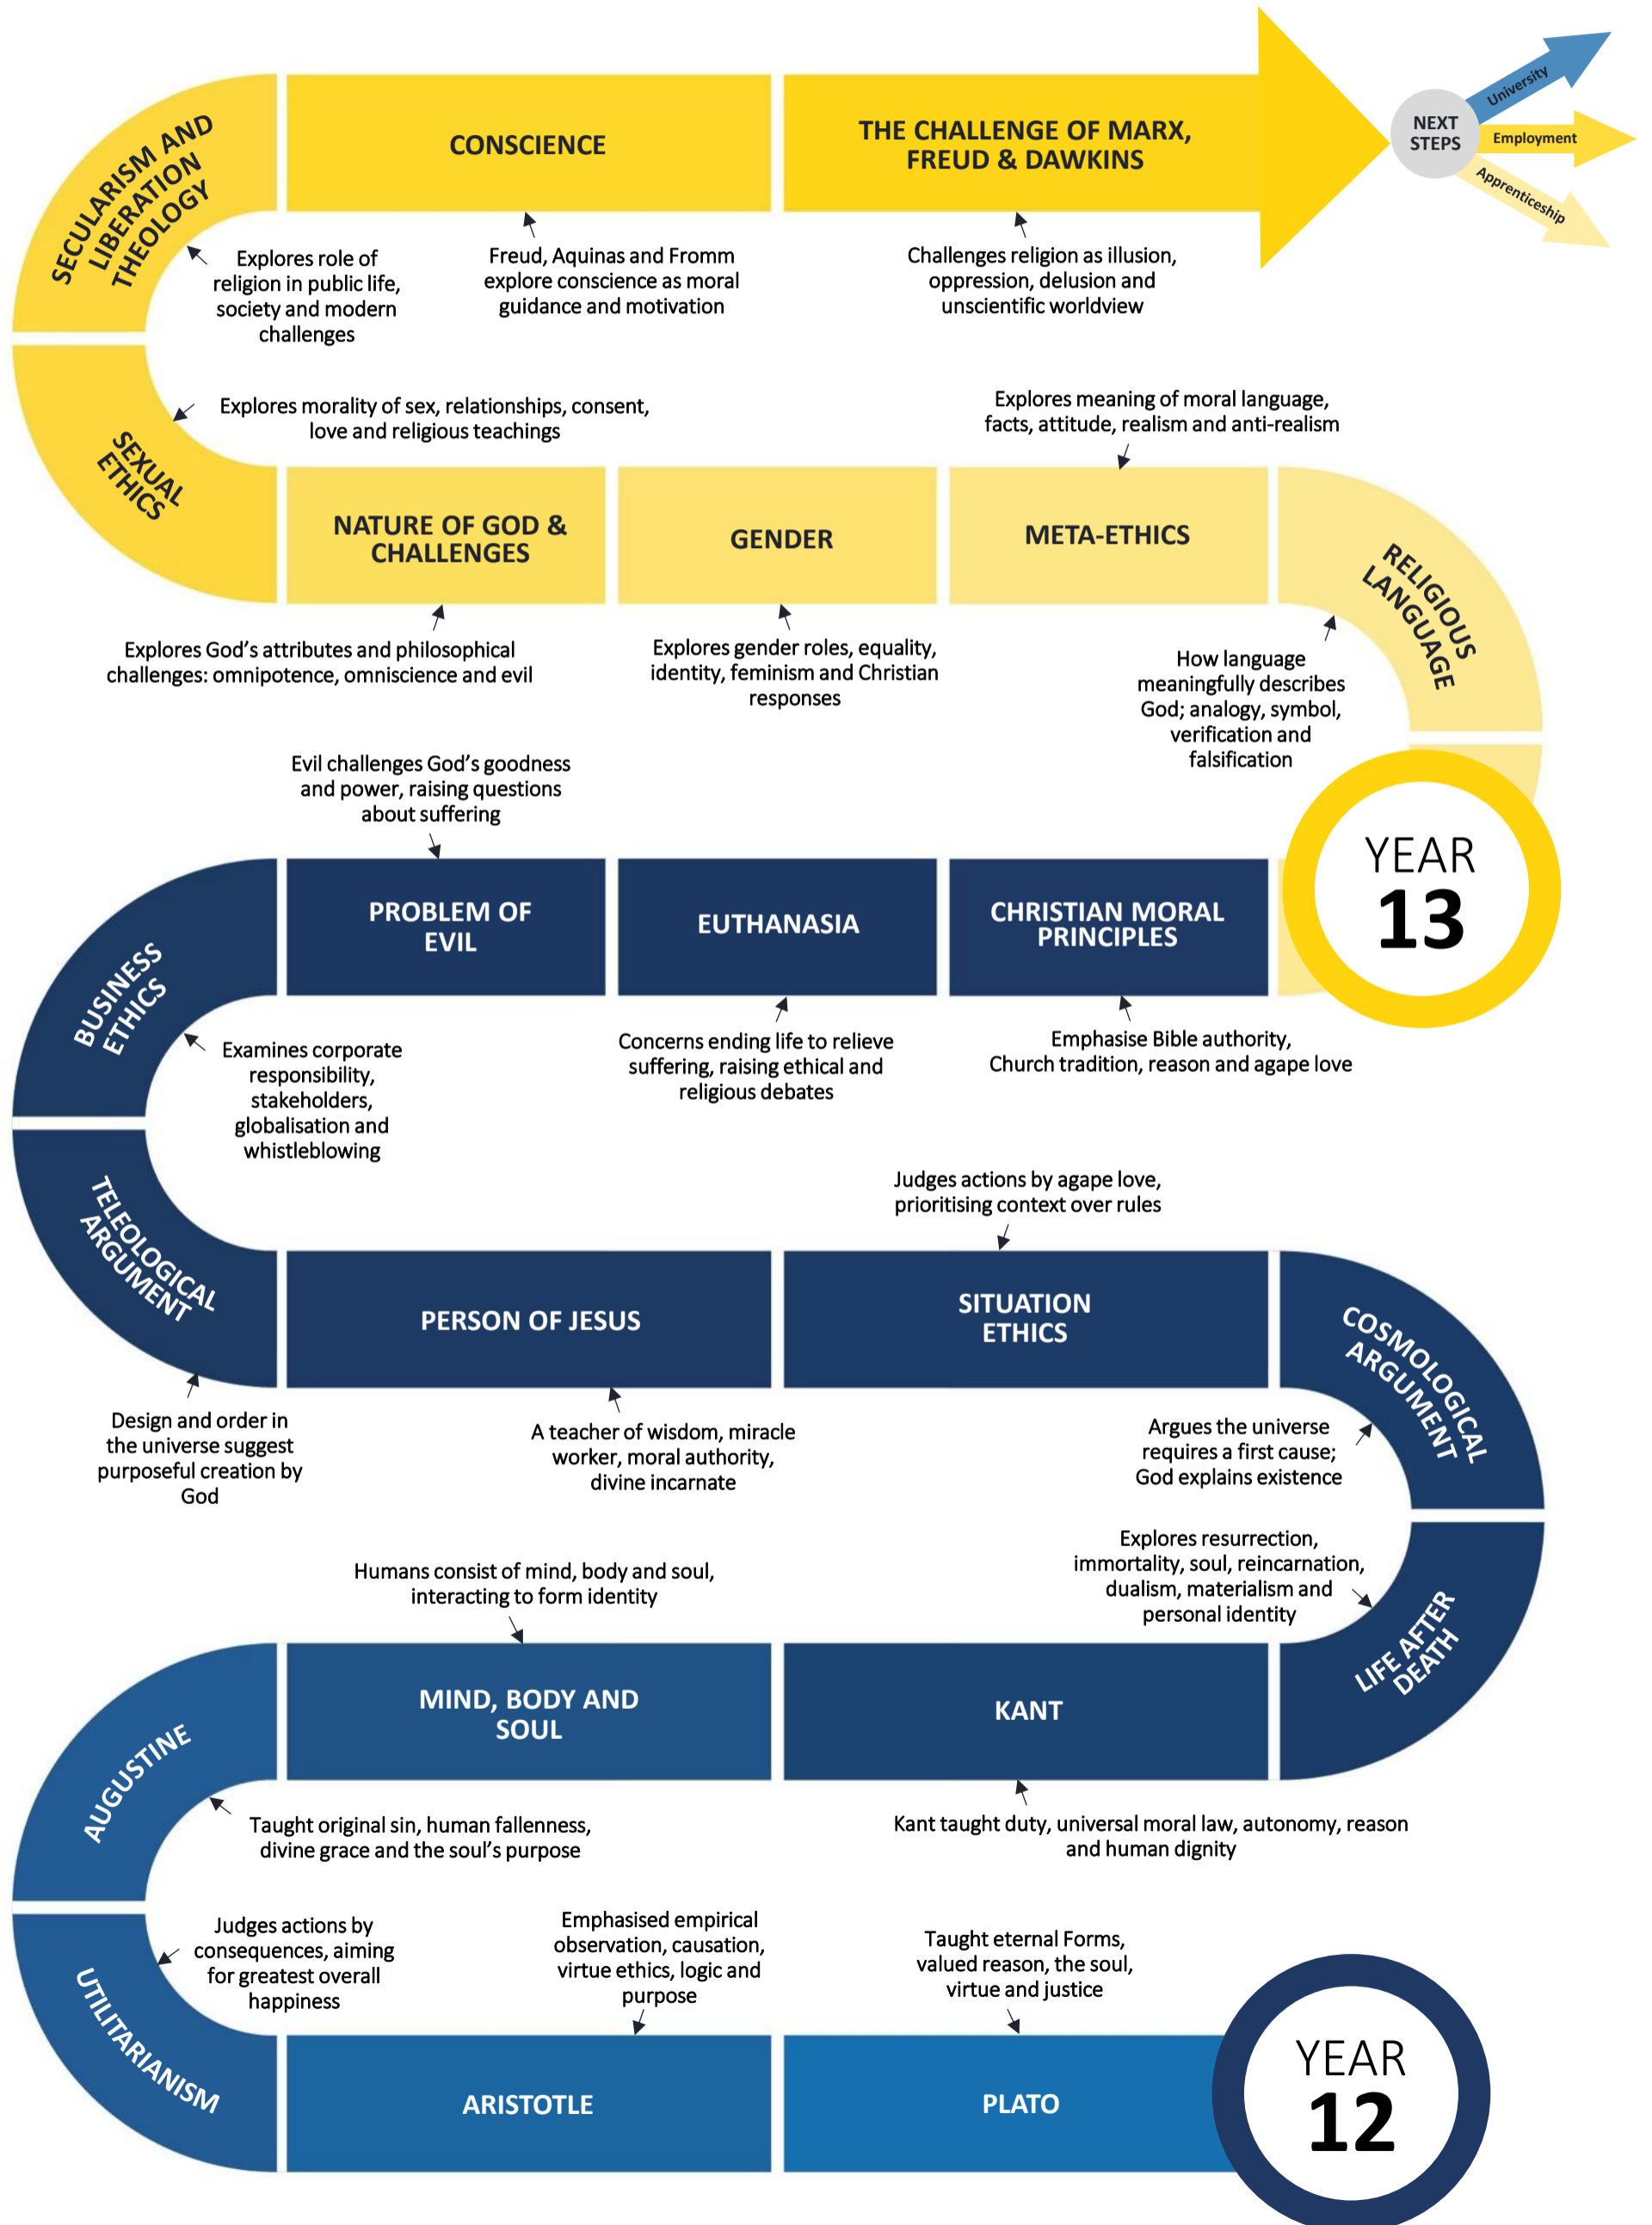 SECULARISM AND
LIBERATION
THEOLOGY
CONSCIENCE
THE CHALLENGE OF MARX,
FREUD & DAWKINS
NEXT
STEPS
University
Employment
Apprenticeship
Explores role of
religion in public life,
society and modern
challenges
Freud, Aquinas and Fromm
explore conscience as moral
guidance and motivation
Challenges religion as illusion,
oppression, delusion and
unscientific worldview
Explores morality of sex, relationships, consent,
love and religious teachings
Explores meaning of moral language,
facts, attitude, realism and anti-realism
SEXUAL
ETHICS
NATURE OF GOD &
CHALLENGES
GENDER
META-ETHICS
RELIGIOUS
LANGUAGE
Explores God's attributes and philosophical
challenges: omnipotence, omniscience and evil
Explores gender roles, equality,
identity, feminism and Christian
responses
How language
meaningfully describes
God; analogy, symbol,
verification and
falsification
Evil challenges God's goodness
and power, raising questions
about suffering
YEAR
13
BUSINESS
ETHICS
PROBLEM OF
EVIL
EUTHANASIA
CHRISTIAN MORAL
PRINCIPLES
Examines corporate
responsibility,
stakeholders,
globalisation and
whistleblowing
Concerns ending life to relieve
suffering, raising ethical and
religious debates
Emphasise Bible authority,
Church tradition, reason and agape love
Judges actions by agape love,
prioritising context over rules
TELEOLOGICAL
ARGUMENT
PERSON OF JESUS
SITUATION
ETHICS
COSMOLOGICAL
ARGUMENT
Design and order in
the universe suggest
purposeful creation by
God
A teacher of wisdom, miracle
worker, moral authority,
divine incarnate
Argues the universe
requires a first cause;
God explains existence
Explores resurrection,
immortality, soul, reincarnation,
dualism, materialism and
personal identity
Humans consist of mind, body and soul,
interacting to form identity
AUGUSTINE
MIND, BODY AND
SOUL
KANT
LIFE AFTER
DEATH
Taught original sin, human fallenness,
divine grace and the soul's purpose
Kant taught duty, universal moral law, autonomy, reason
and human dignity
Judges actions by
consequences, aiming
for greatest overall
happiness
Emphasised empirical
observation, causation,
virtue ethics, logic and
purpose
Taught eternal Forms,
valued reason, the soul,
virtue and justice
UTILITARIANISM
ARISTOTLE
PLATO
YEAR
12